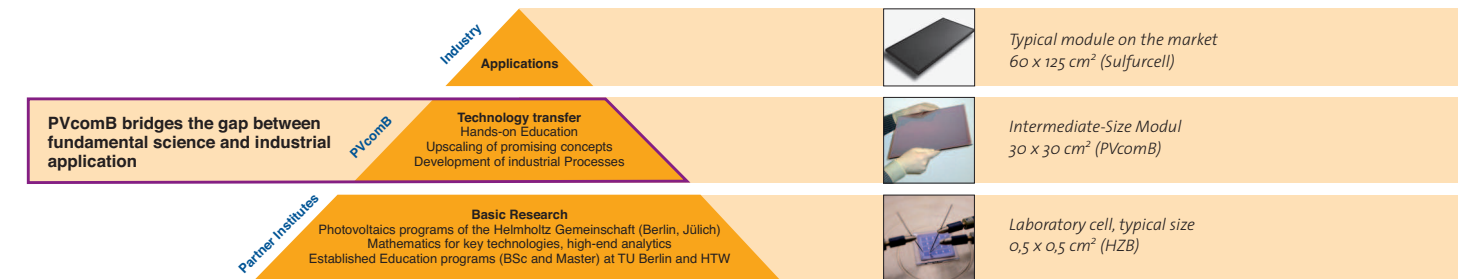 Industry
Applications
Typical module on the market
60 x 125 cm² (Sulfurcell)
PVcomB bridges the gap between
fundamental science and industrial
application
PVcomB
Technology transfer
Hands-on Education
Upscaling of promising concepts
Development of industrial Processes
Intermediate-Size Modul
30 x 30 cm² (PVcomB)
Partner Institutes
Basic Research
Photovoltaics programs of the Helmholtz Gemeinschaft (Berlin, Jülich)
Mathematics for key technologies, high-end analytics
Established Education programs (BSc and Master) at TU Berlin and HTW
Laboratory cell, typical size
0,5 x 0,5 cm² (HZB)